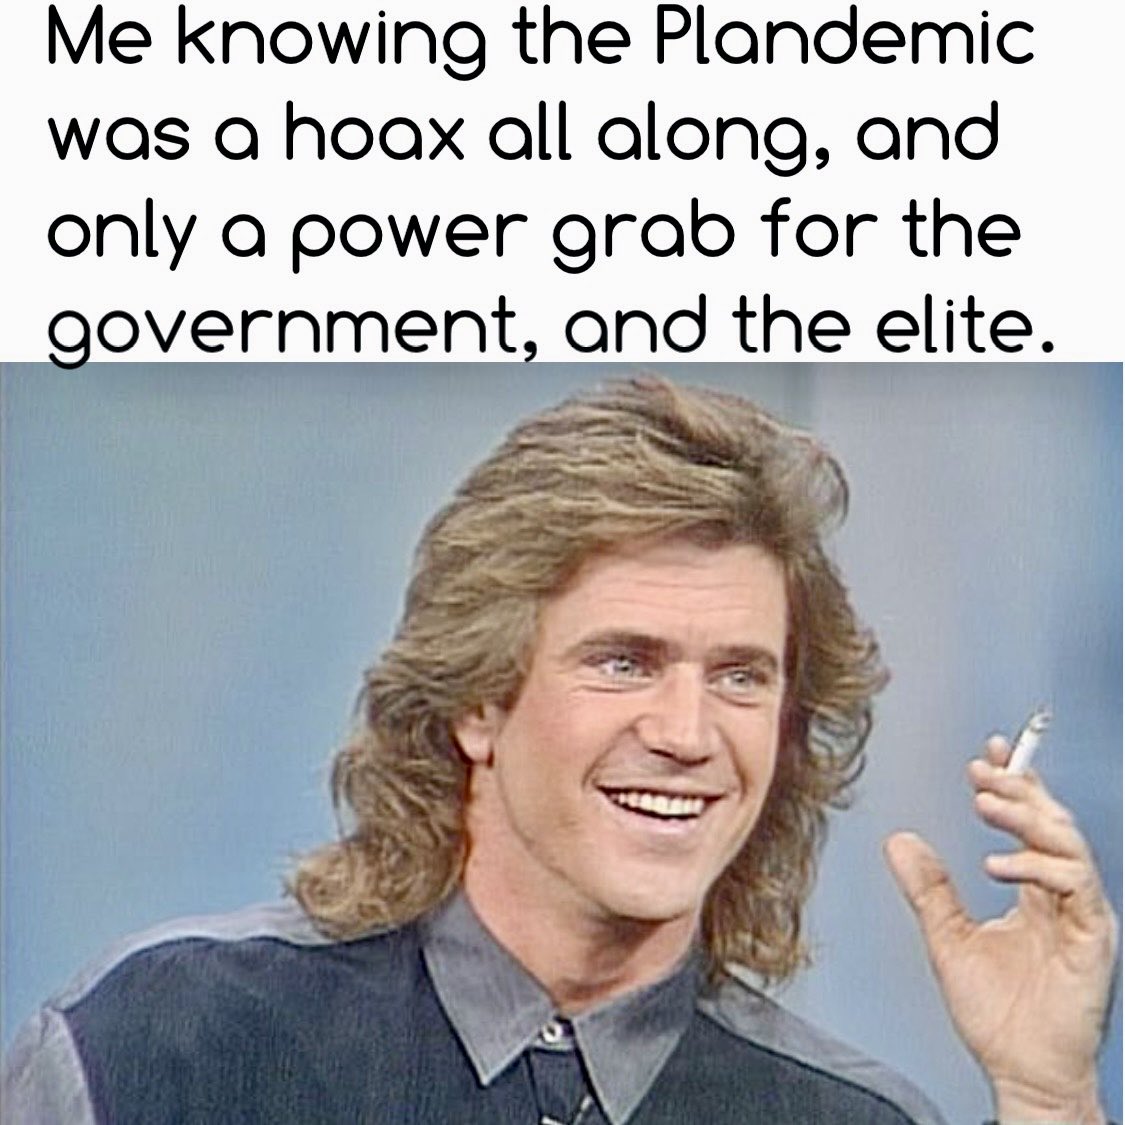 Me knowing the Plandemic
was a hoax all along, and
only a power grab for the
government, and the elite.